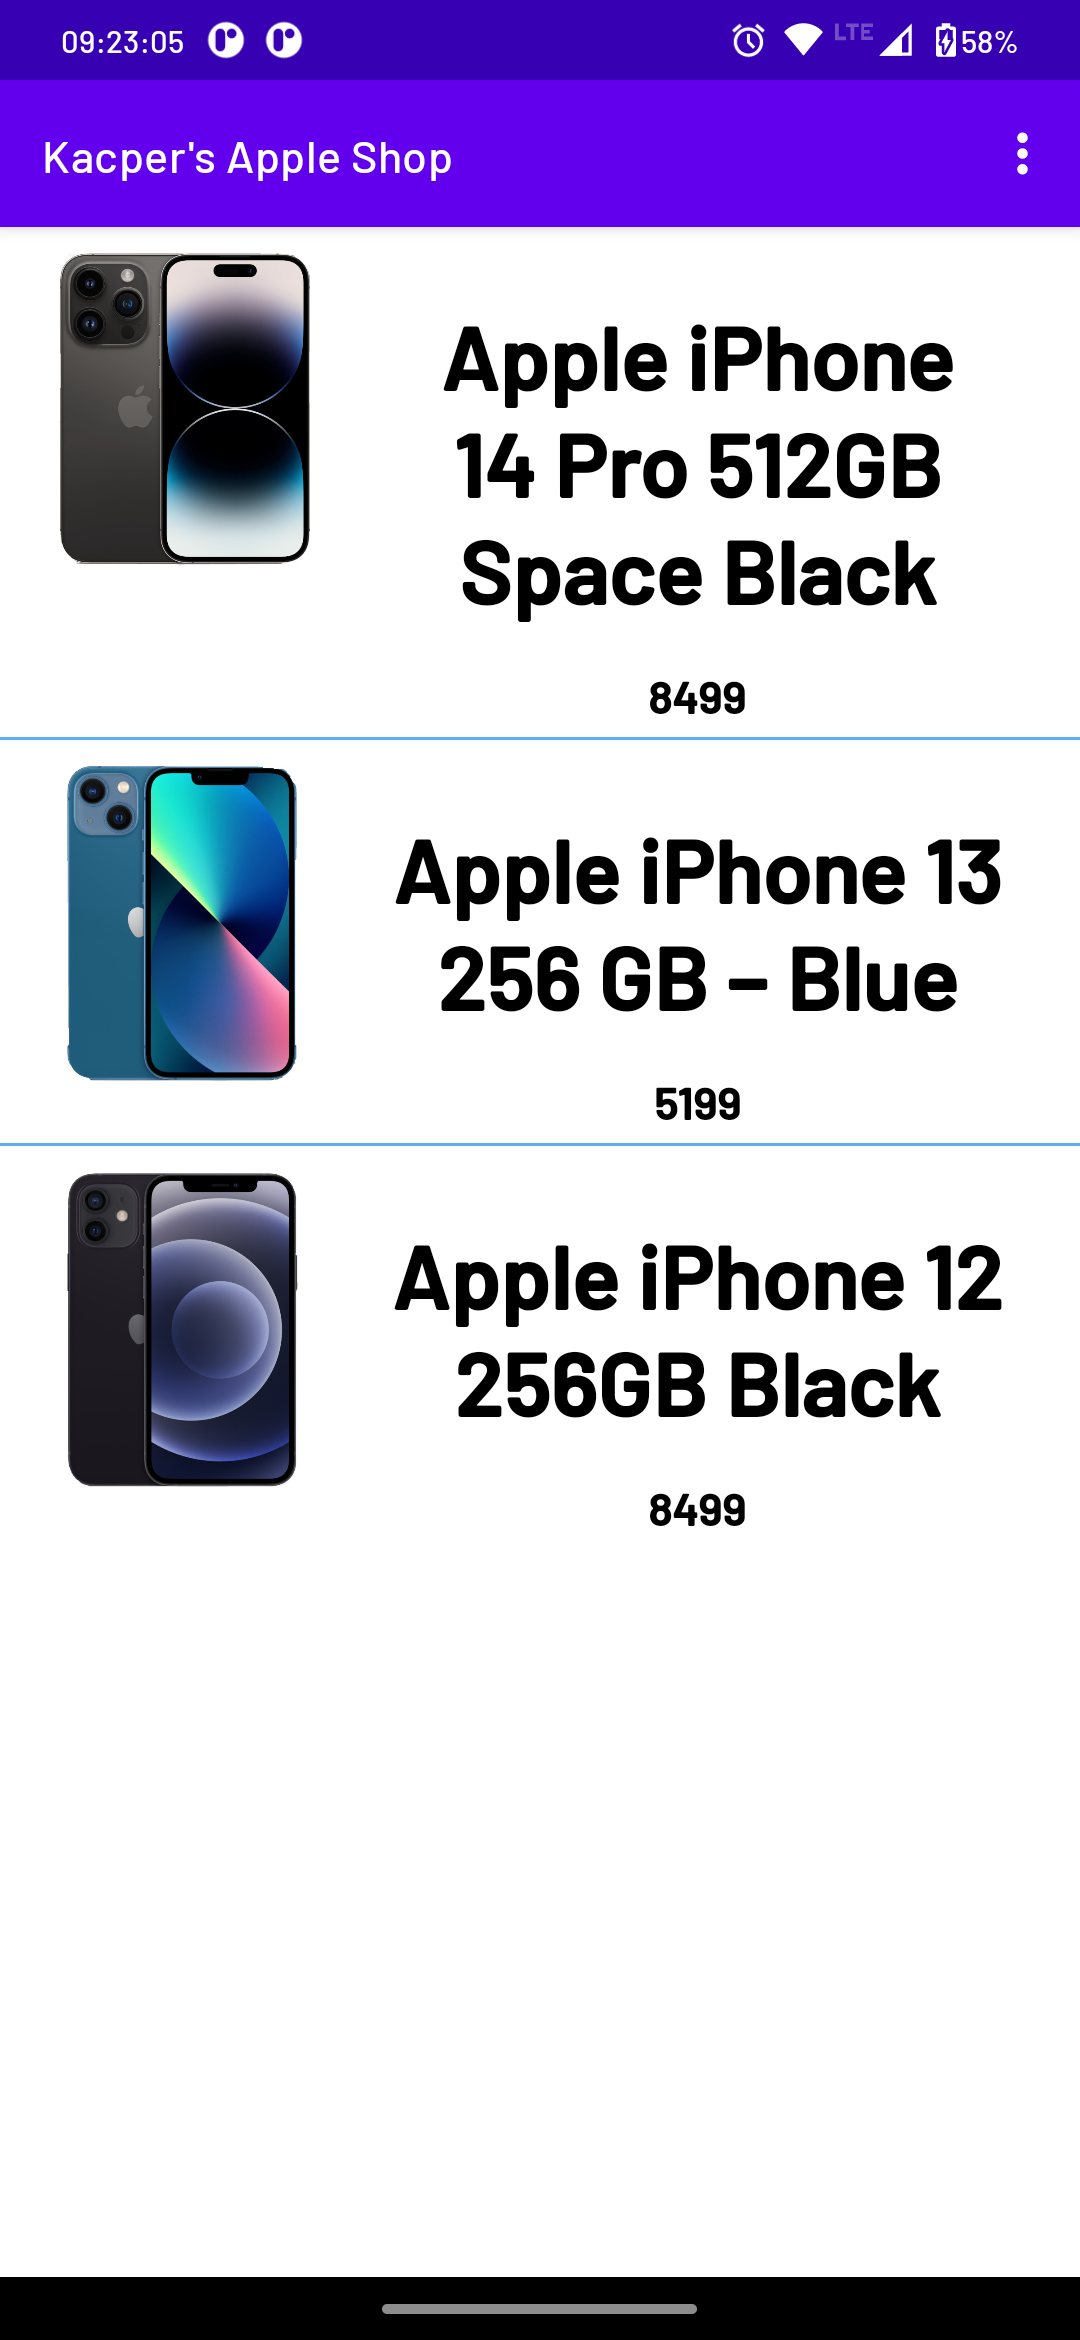 09:23:05
LTE
58%
Kacper's Apple Shop
Apple iPhone
14 Pro 512GB
Space Black
8499
Apple iPhone 13
256 GB – Blue
5199
Apple iPhone 12
256GB Black
8499